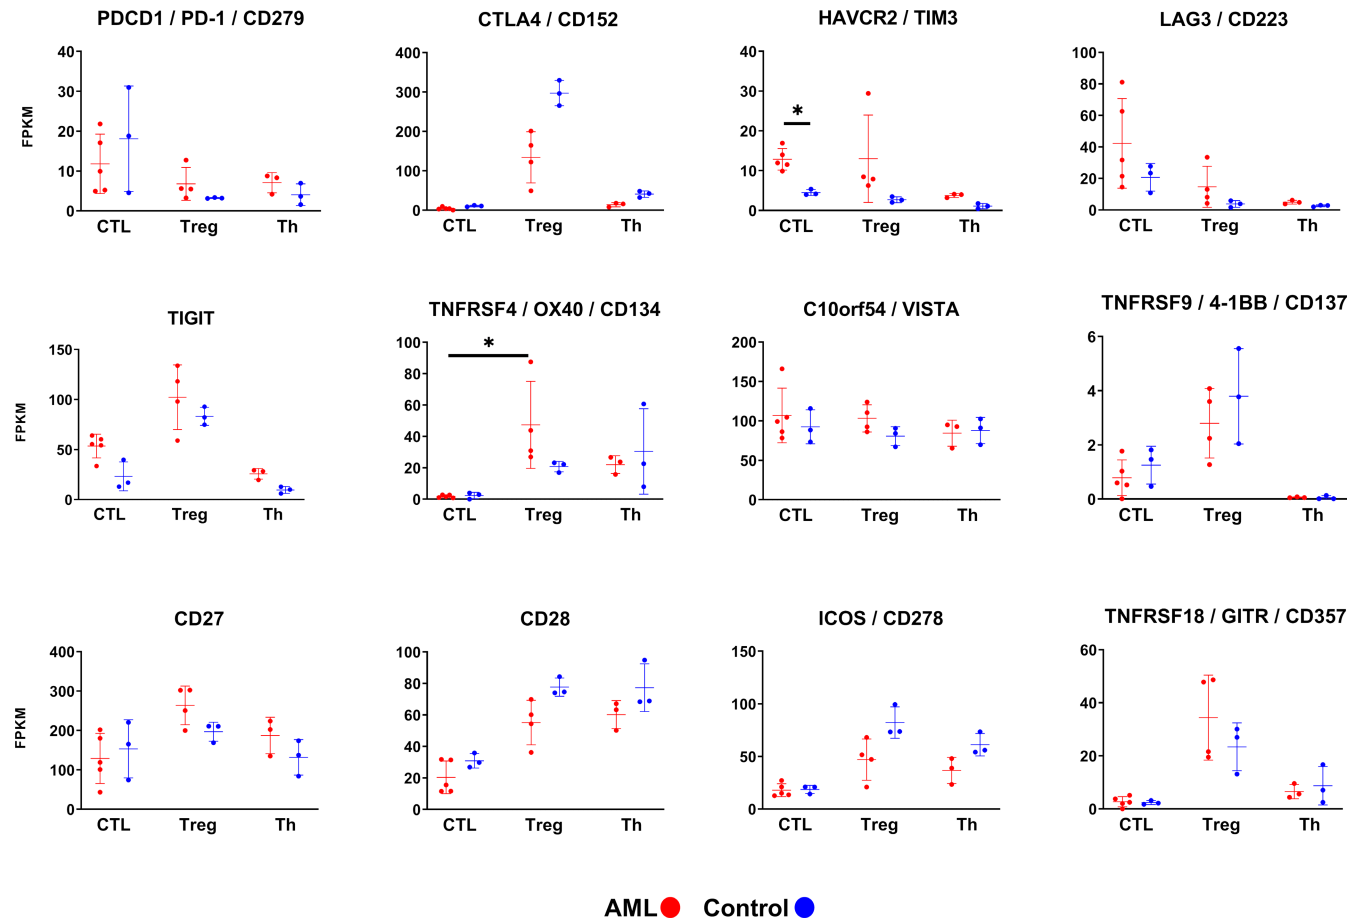 PDCD1 / PD-1 / CD279
CTLA4 / CD152
HAVCR2 / TIM3
LAG3 / CD223
FPKM
40
30
20
10
0
CTL Treg Th
400
300
200
100
0
CTL Treg Th
*
40
30
20
10
0
CTL Treg Th
100
80
60
40
20
0
CTL Treg Th
TIGIT
TNFRSF4 / OX40 / CD134
C10orf54 / VISTA
TNFRSF9 / 4-1BB / CD137
FPKM
150
100
50
0
CTL Treg Th
*
100
80
60
40
20
0
CTL Treg Th
200
150
100
50
0
CTL Treg Th
6
4
2
0
CTL Treg Th
CD27
CD28
ICOS / CD278
TNFRSF18 / GITR / CD357
FPKM
400
300
200
100
0
CTL Treg Th
100
80
60
40
20
0
CTL Treg Th
150
100
50
0
CTL Treg Th
60
40
20
0
CTL Treg Th
AML Control